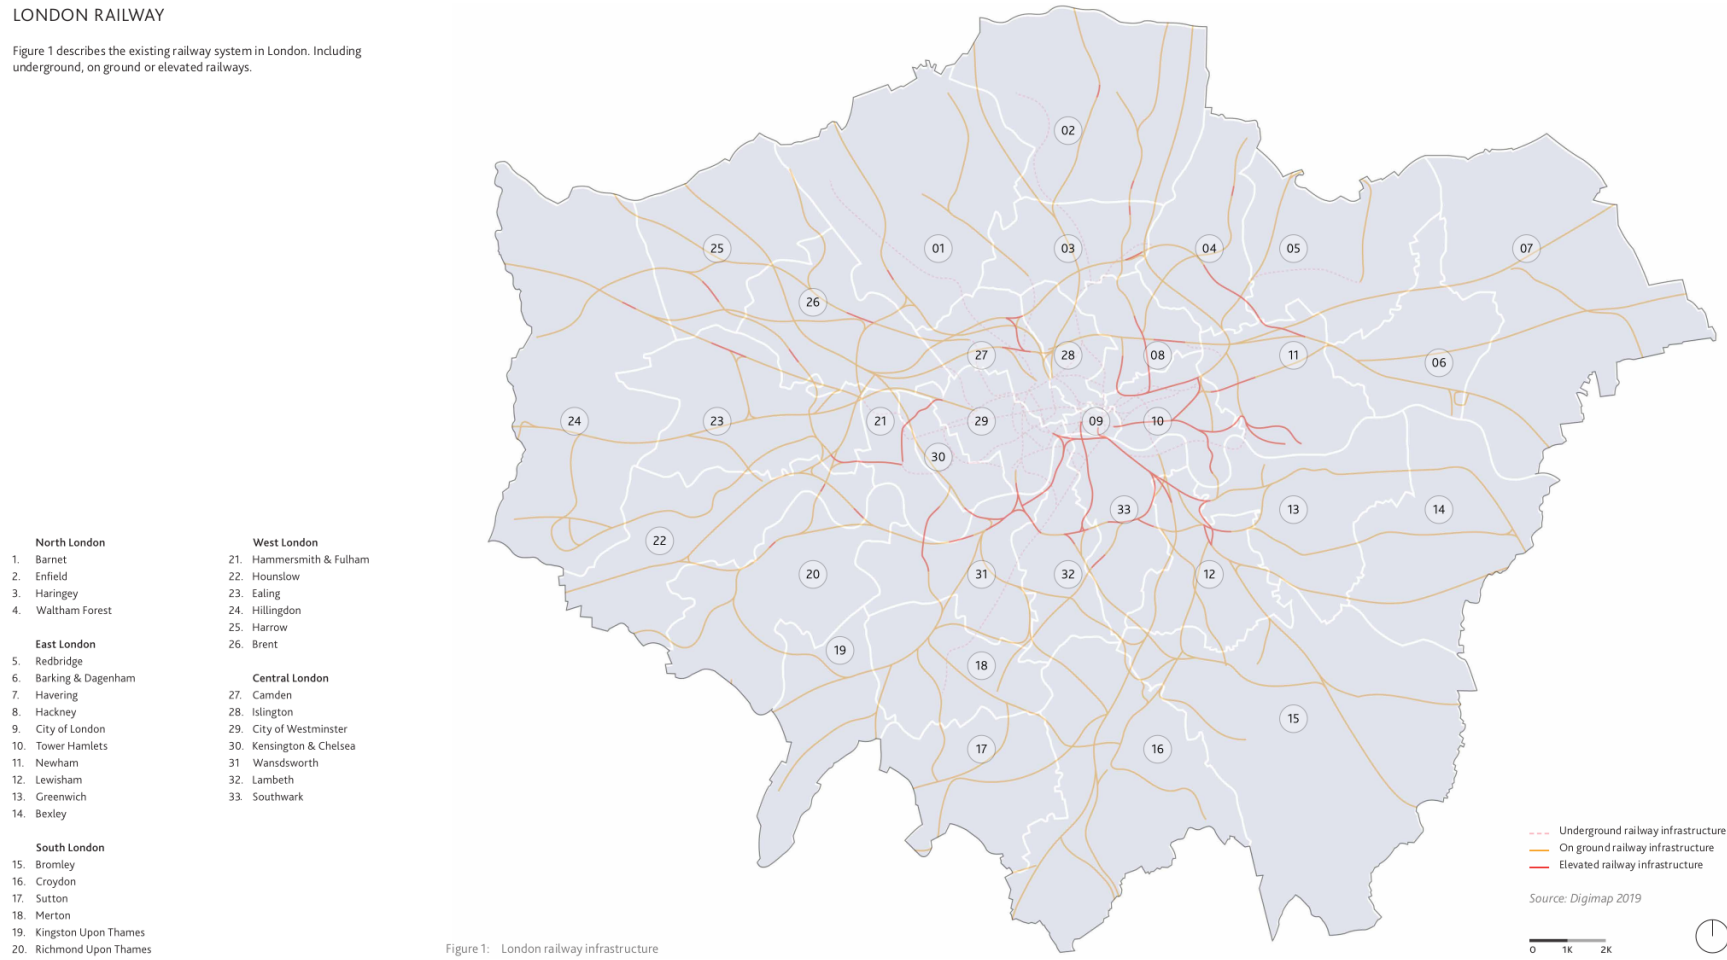 LONDON RAILWAY
Figure 1 describes the existing railway system in London. Including
underground, on ground or elevated railways.
North London
1. Barnet
2. Enfield
3. Haringey
4. Waltham Forest
East London
5. Redbridge
6. Barking & Dagenham
7. Havering
8. Hackney
9. City of London
10. Tower Hamlets
11. Newham
12. Lewisham
13. Greenwich
14. Bexley
South London
15. Bromley
16. Croydon
17. Sutton
18. Merton
19. Kingston Upon Thames
20. Richmond Upon Thames
West London
21. Hammersmith & Fulham
22. Hounslow
23. Ealing
24. Hillingdon
25. Harrow
26. Brent
Central London
27. Camden
28. Islington
29. City of Westminster
30. Kensington & Chelsea
31 Wansdsworth
32. Lambeth
33. Southwark
02
25
01
03
04
05
07
26
27
28
08
11
06
24
23
21
29
09
10
30
33
13
14
22
20
31
32
12
19
18
15
17
16
Underground railway infrastructure
On ground railway infrastructure
Elevated railway infrastructure
Source: Digimap 2019
0 1K 2K
Figure 1: London railway infrastructure